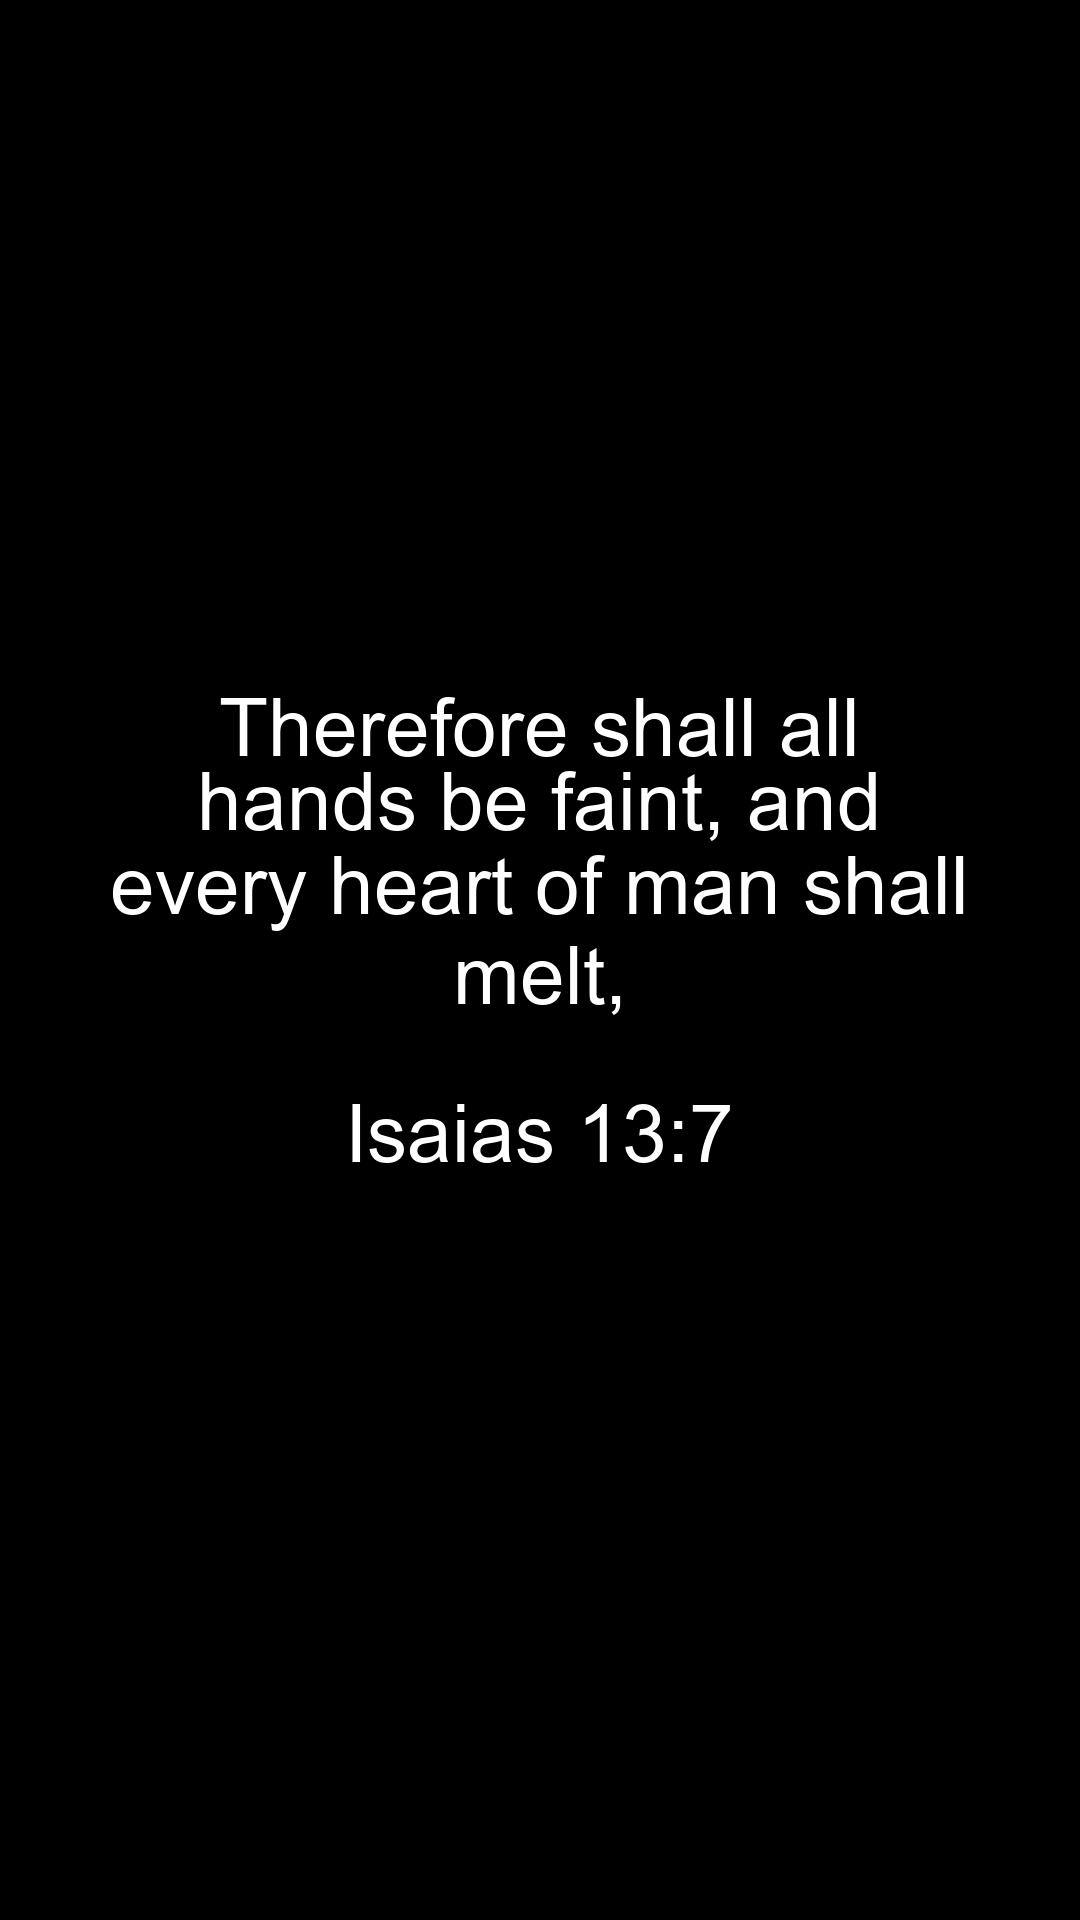 Therefore shall all
hands be faint, and
every heart of man shall
melt,
Isaias 13:7